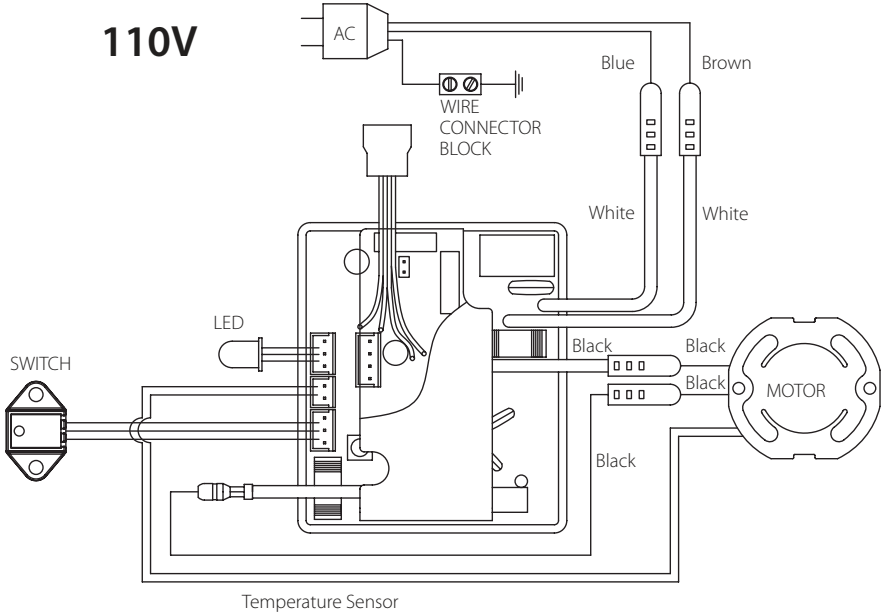 110V
AC
Blue
Brown
WIRE
CONNECTOR
BLOCK
White
White
LED
SWITCH
Black
Black
Black
MOTOR
Black
Temperature Sensor